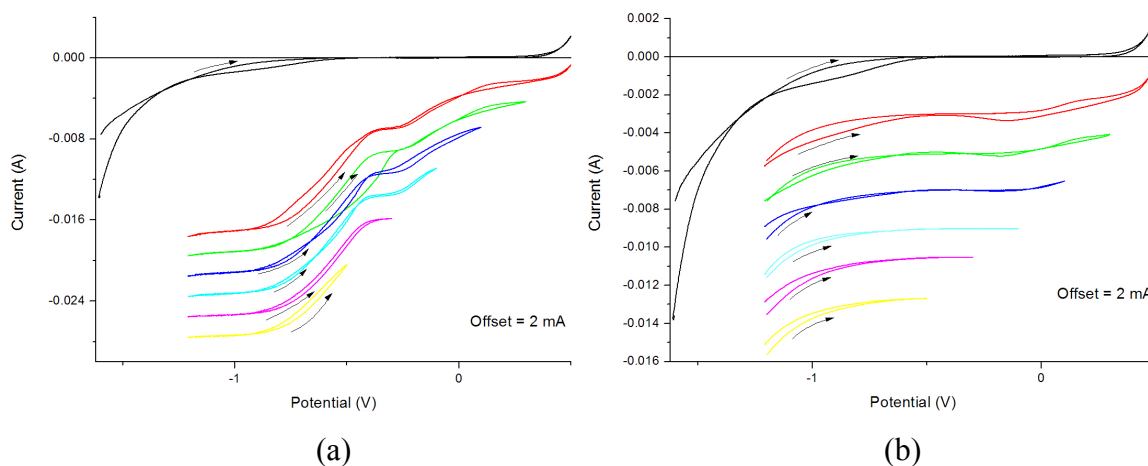 0.000
-0.008
-0.016
-0.024
Current (A)
-1
0
Potential (V)
Offset = 2 mA
(a)
0.002
0.000
-0.002
-0.004
-0.006
-0.008
-0.010
-0.012
-0.014
-0.016
Current (A)
-1
0
Potential (V)
Offset = 2 mA
(b)